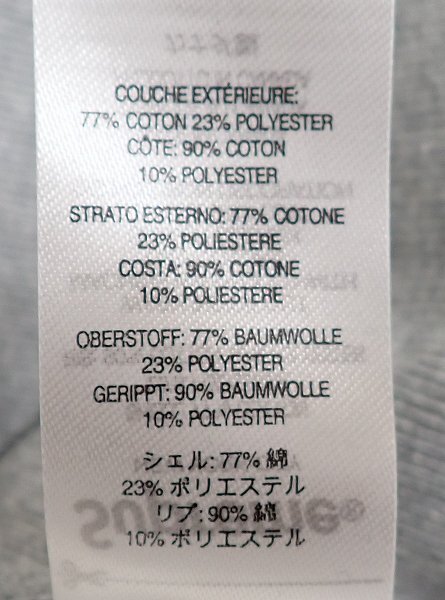 COUCHE EXTÉRIEURE:
77% COTON 23% POLYESTER
CÔTE: 90% COTON
10% POLYESTER
STRATO ESTERNO: 77% COTONE
23% POLIESTERE
COSTA: 90% COTONE
10% POLIESTERE
OBERSTOFF: 77% BAUMWOLLE
23% POLYESTER
GERIPPT: 90% BAUMWOLLE
10% POLYESTER
シェル: 77% 綿
23% ポリエステル
リブ: 90% 綿
10% ポリエステル